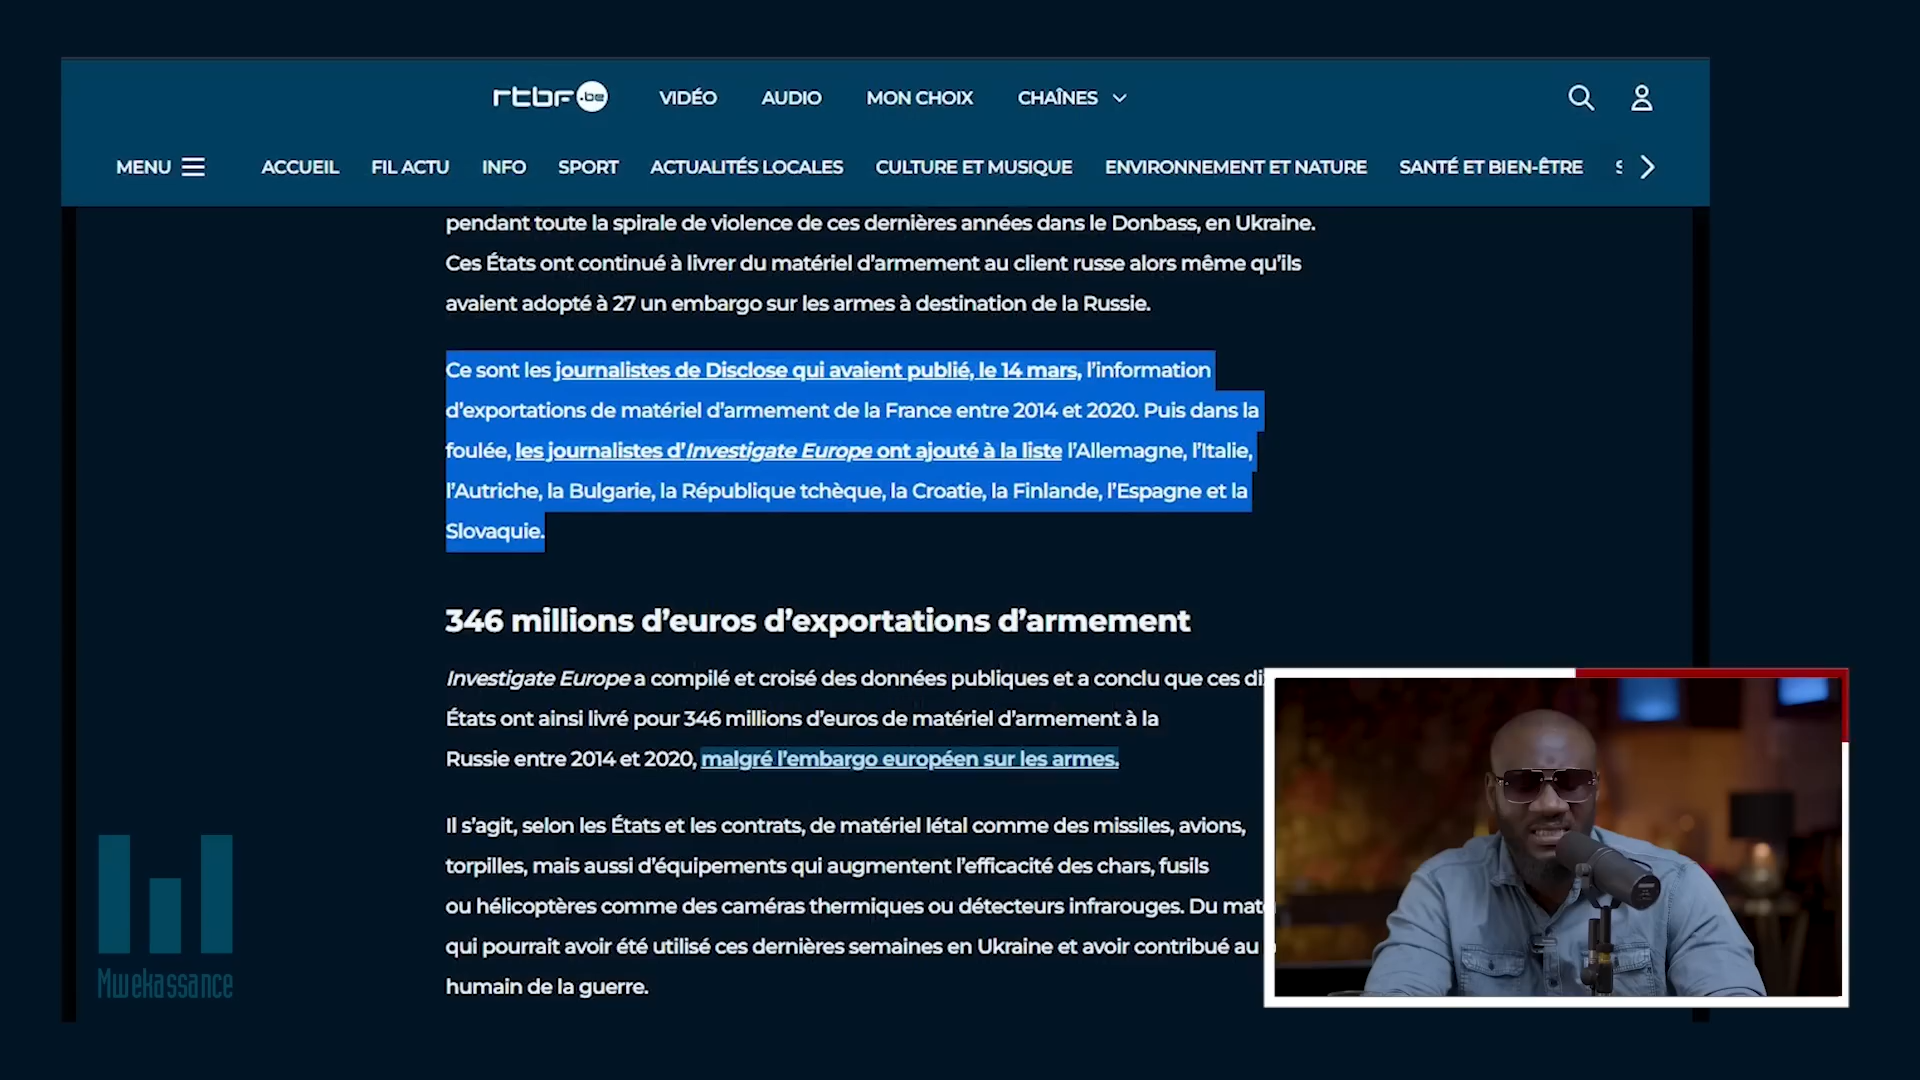 rtbf.be
VIDÉO
AUDIO
MON CHOIX
CHAÎNES
MENU
ACCUEIL
FIL ACTU
INFO
SPORT
ACTUALITÉS LOCALES
CULTURE ET MUSIQUE
ENVIRONNEMENT ET NATURE
SANTÉ ET BIEN-ÊTRE
pendant toute la spirale de violence de ces dernières années dans le Donbass, en Ukraine.
Ces États ont continué à livrer du matériel d’armement au client russe alors même qu’ils
avaient adopté à 27 un embargo sur les armes à destination de la Russie.
Ce sont les journalistes de Disclose qui avaient publié, le 14 mars, l’information
d’exportations de matériel d’armement de la France entre 2014 et 2020. Puis dans la
foulée, les journalistes d’Investigate Europe ont ajouté à la liste l’Allemagne, l’Italie,
l’Autriche, la Bulgarie, la République tchèque, la Croatie, la Finlande, l’Espagne et la
Slovaquie.
346 millions d’euros d’exportations d’armement
Investigate Europe a compilé et croisé des données publiques et a conclu que ces
États ont ainsi livré pour 346 millions d’euros de matériel d’armement à la
Russie entre 2014 et 2020, malgré l’embargo européen sur les armes.
Il s’agit, selon les États et les contrats, de matériel létal comme des missiles, avions,
torpilles, mais aussi d’équipements qui augmentent l’efficacité des chars, fusils
ou hélicoptères comme des caméras thermiques ou détecteurs infrarouges. Du
qui pourrait avoir été utilisé ces dernières semaines en Ukraine et avoir contribué au
humain de la guerre.
Mwekassance